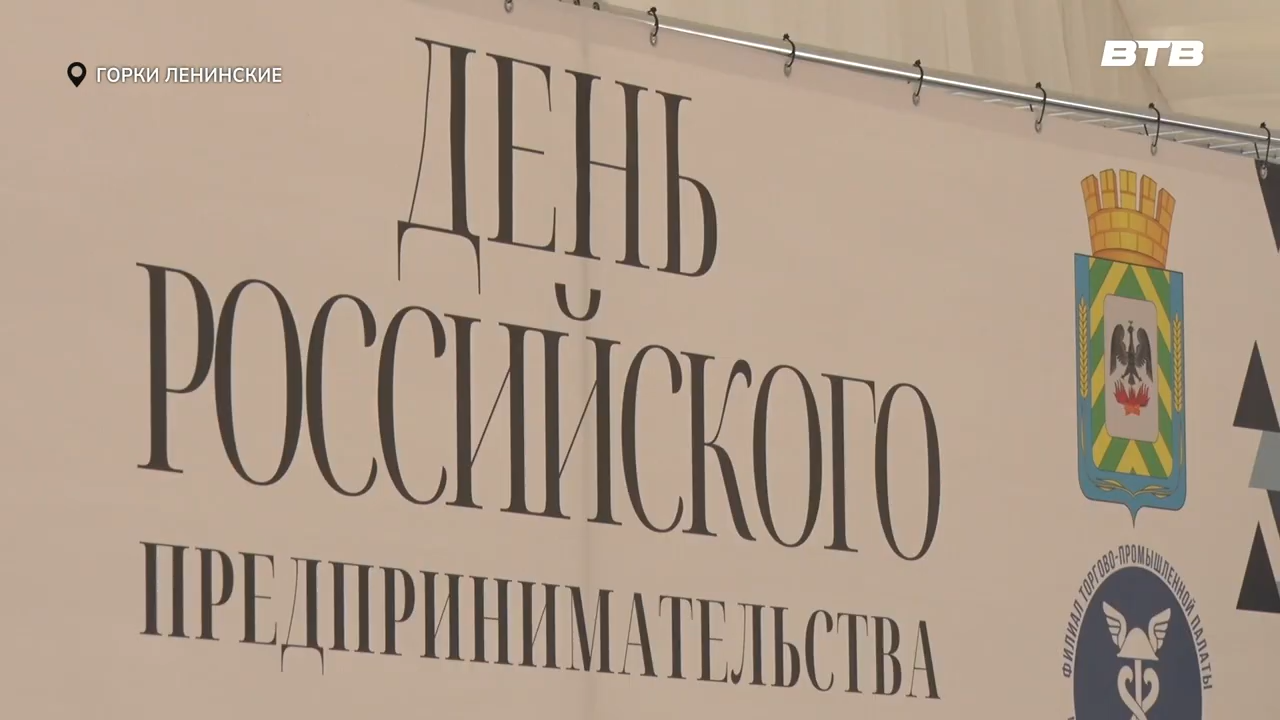 ГОРКИ ЛЕНИНСКИЕ
ВТВ
ДЕНЬ
РОССИЙСКОГО
ПРЕДПРИНИМАТЕЛЬСТВА
ФИЛИАЛ ТОРГОВО-ПРОМЫШЛЕННОЙ ПАЛАТЫ